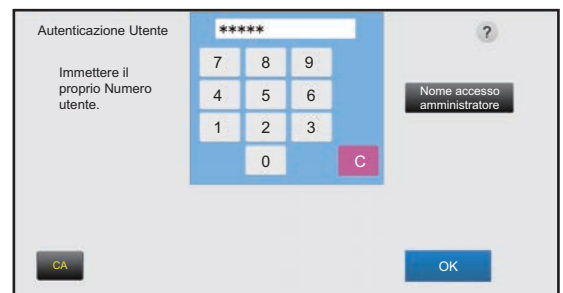 Autenticazione Utente
*****
?
Immettere il
proprio Numero
utente.
7 8 9
4 5 6
1 2 3
0 C
Nome accesso
amministratore
CA
OK